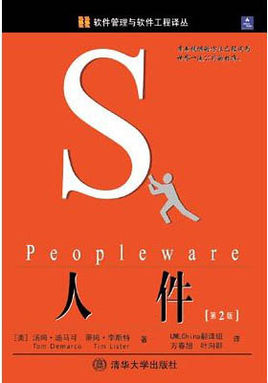 软件管理与软件工程译丛
S
Peopleware
人件
[第2版]
[美] 汤姆·迪马可 蒂姆·李斯特 著
Tom Demarco Tim Lister
UMLChina翻译组
方春旭 叶向群 译
清华大学出版社